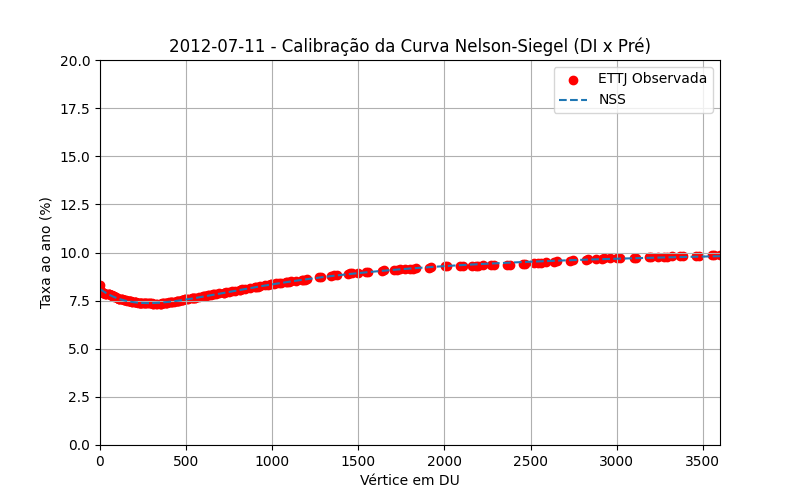 2012-07-11 - Calibração da Curva Nelson-Siegel (DI x Pré)
ETTJ Observada
NSS
Taxa ao ano (%)
20.0
17.5
15.0
12.5
10.0
7.5
5.0
2.5
0.0
0 500 1000 1500 2000 2500 3000 3500
Vértice em DU